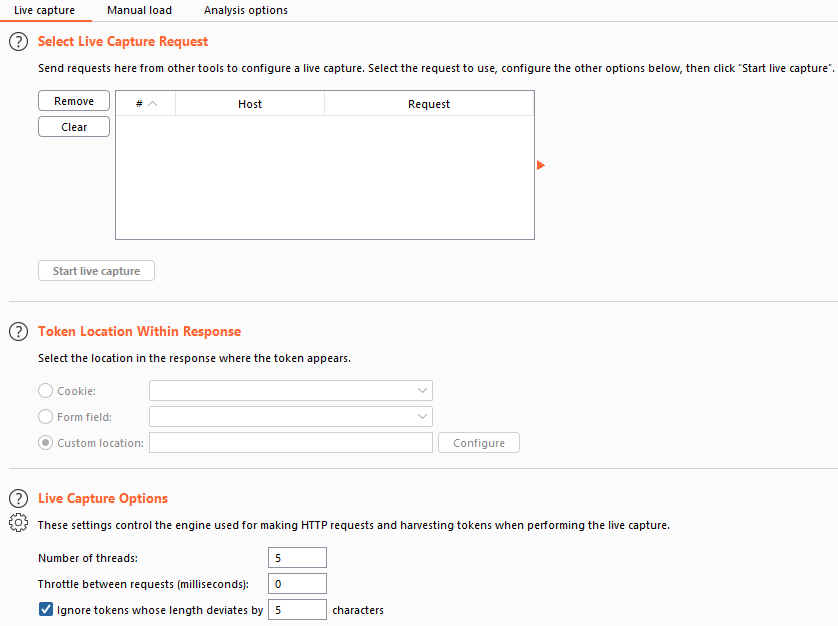 Live capture Manual load Analysis options
? Select Live Capture Request
Send requests here from other tools to configure a live capture. Select the request to use, configure the other options below, then click "Start live capture".
Remove # Host Request
Clear
Start live capture
? Token Location Within Response
Select the location in the response where the token appears.
Cookie:
Form field:
Custom location: Configure
? Live Capture Options
These settings control the engine used for making HTTP requests and harvesting tokens when performing the live capture.
Number of threads: 5
Throttle between requests (milliseconds): 0
Ignore tokens whose length deviates by 5 characters